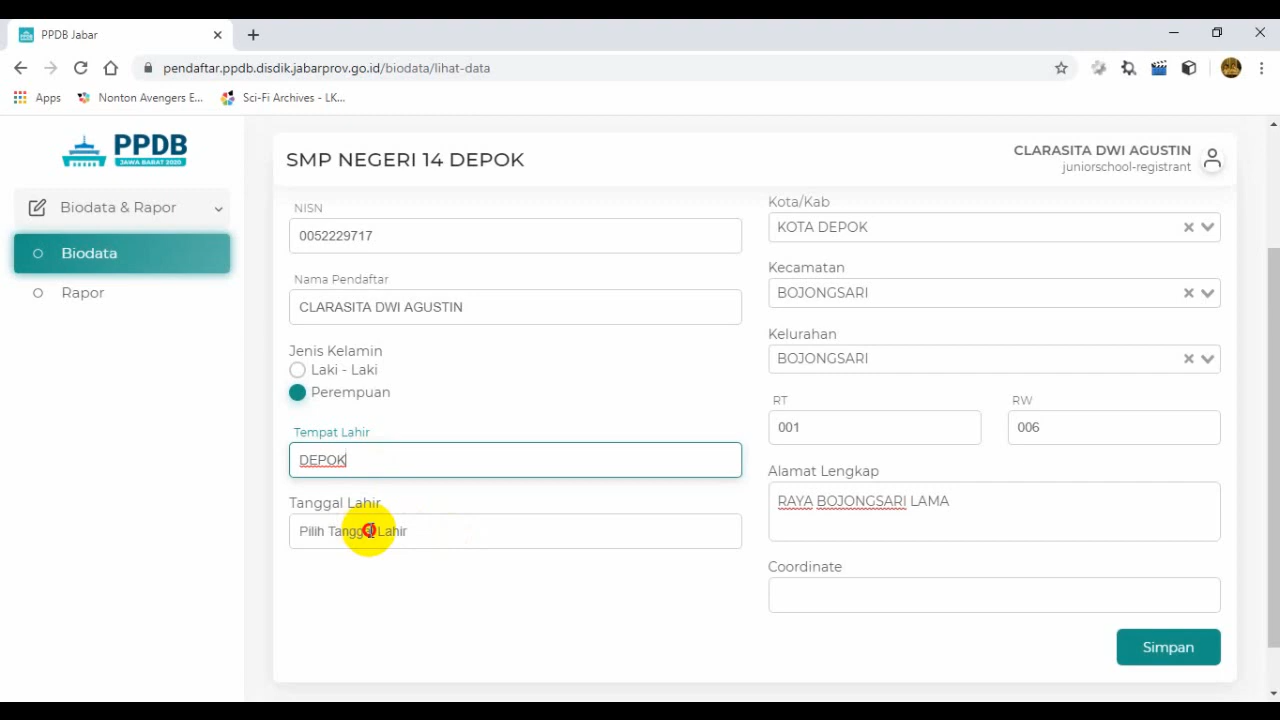 PPDB Jabar
pendaftar.ppdb.disdik.jabarprov.go.id/biodata/lihat-data
Apps
Nonton Avengers E...
Sci-Fi Archives - LK...
PPDB
JAWA BARAT 2020
Biodata & Rapor
Biodata
Rapor
SMP NEGERI 14 DEPOK
CLARASITA DWI AGUSTIN
juniorschool-registrant
NISN
0052229717
Nama Pendaftar
CLARASITA DWI AGUSTIN
Jenis Kelamin
Laki - Laki
Perempuan
Tempat Lahir
DEPOK
Tanggal Lahir
Pilih Tanggal Lahir
Kota/Kab
KOTA DEPOK
Kecamatan
BOJONGSARI
Kelurahan
BOJONGSARI
RT
RW
001
006
Alamat Lengkap
RAYA BOJONGSARI LAMA
Coordinate
Simpan